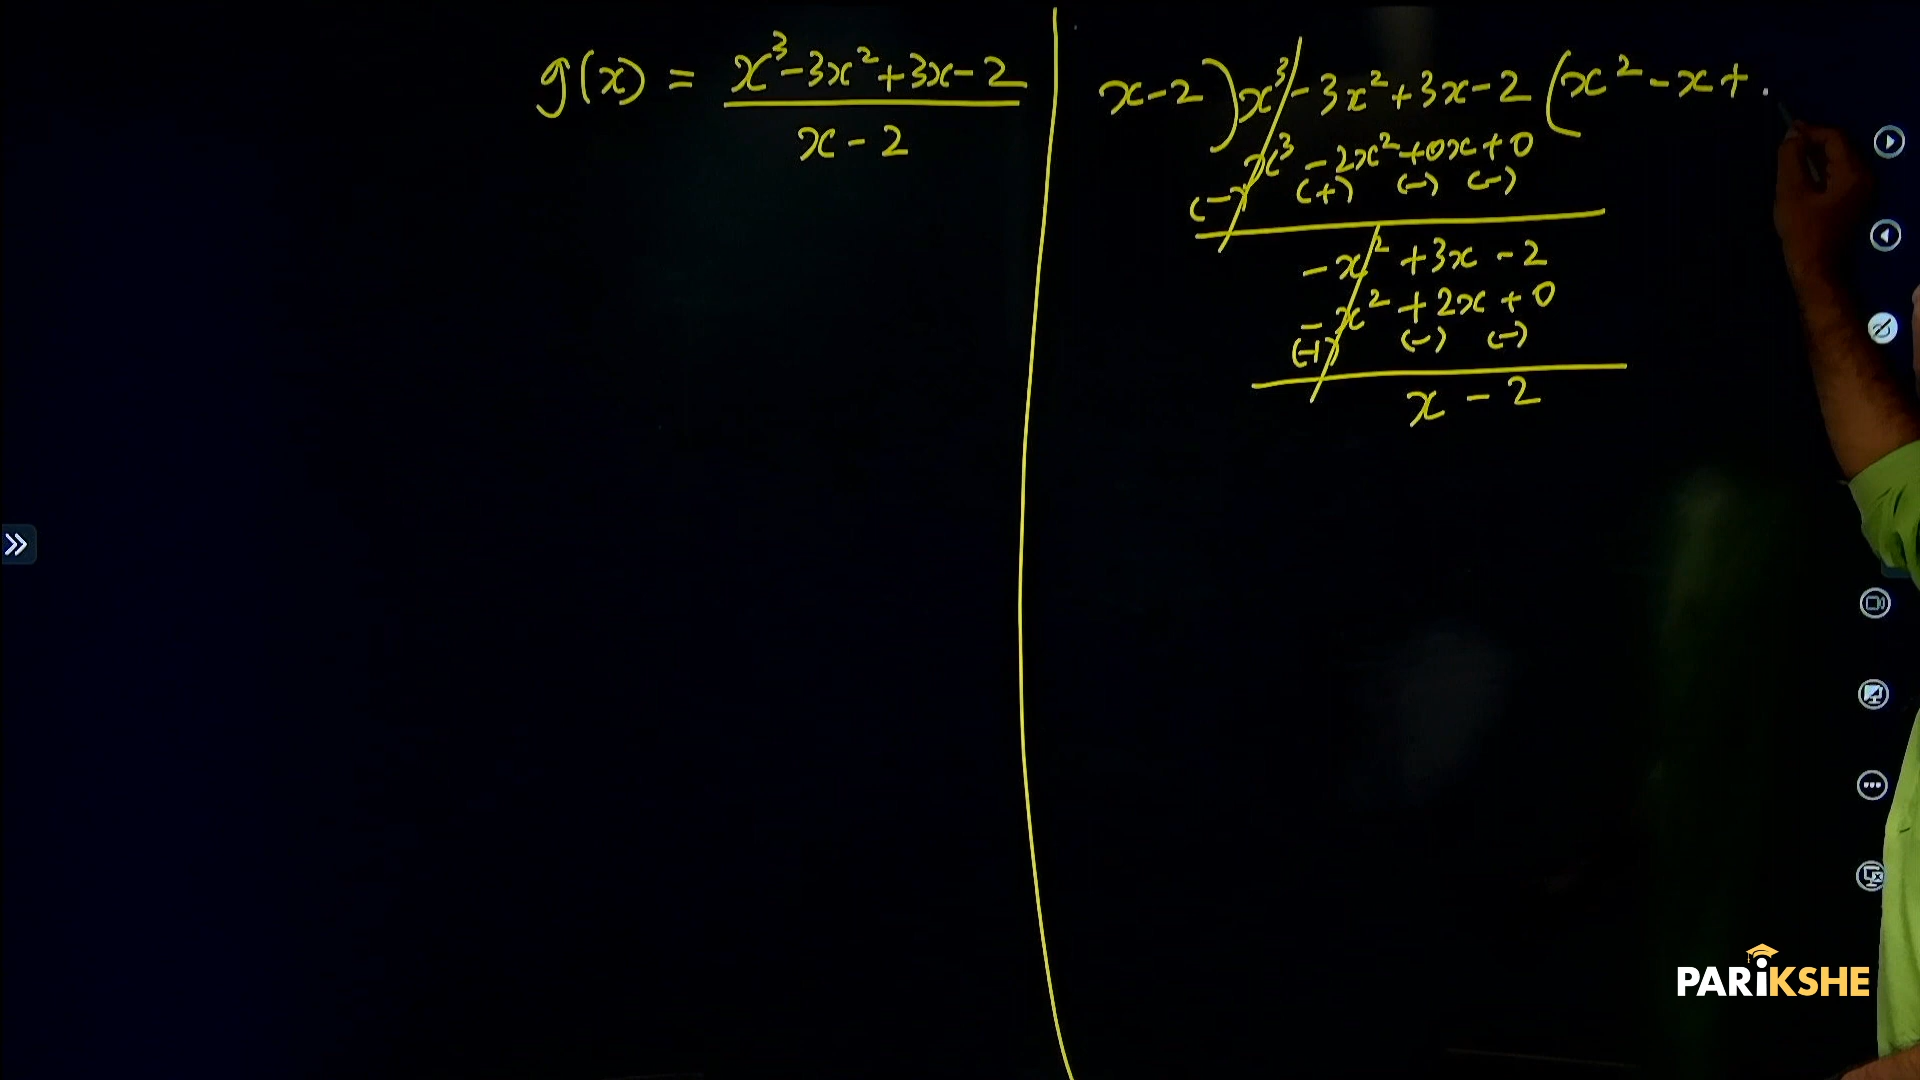 g(x) = x³-3x²+3x-2
x-2
x-2)x³-3x²+3x-2(x²-x+
x³-2x²+0x+0
(-) (+) (-) (-)
-x²+3x-2
-x²+2x+0
(+) (-) (-)
x-2
PARiKSHE